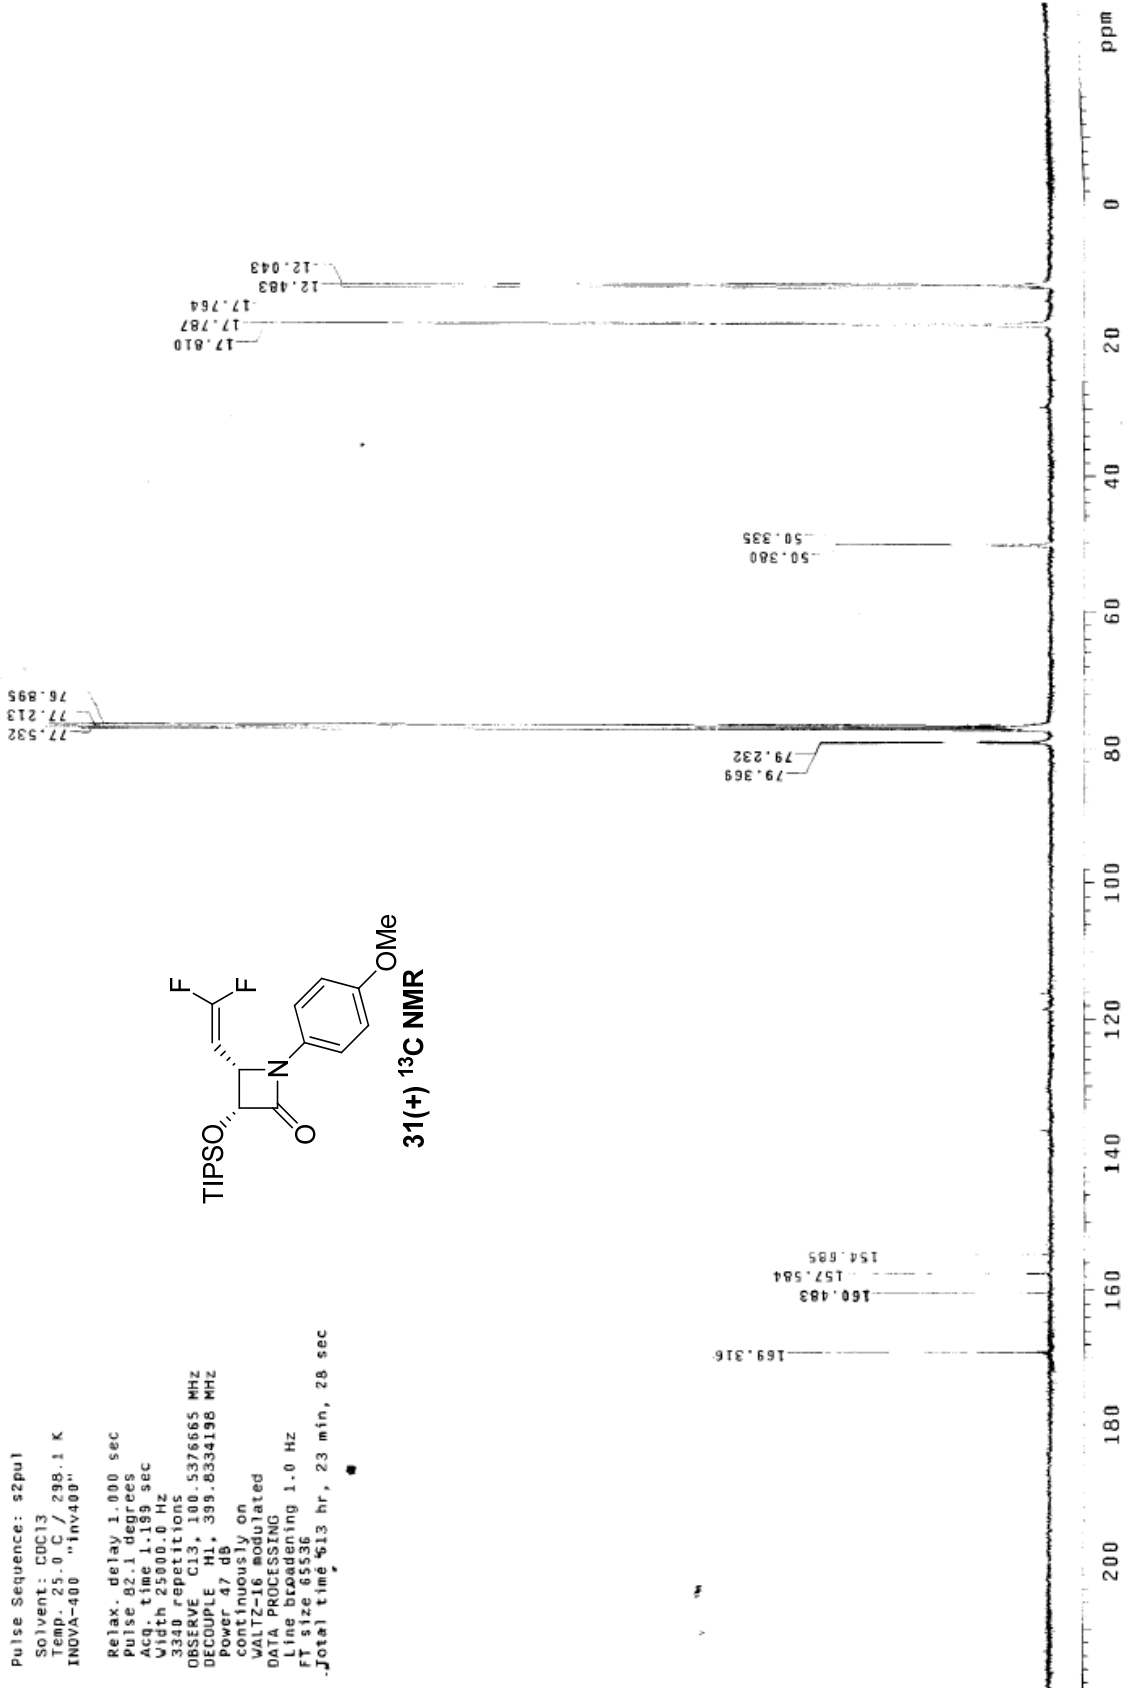 Pulse Sequence: s2pul
Solvent: CDCl3
Temp. 25.0 C / 298.1 K
INOVA-400 "inv400"
Relax. delay 1.000 sec
Pulse 82.1 degrees
Acq. time 1.199 sec
Width 25000.0 Hz
3340 repetitions
OBSERVE C13, 100.5376665 MHz
DECOUPLE H1, 399.8334198 MHz
Power 47 dB
continuously on
WALTZ-16 modulated
DATA PROCESSING
Line broadening 1.0 Hz
FT size 65536
Total time 513 hr, 23 min, 28 sec
TIPSO
F
F
N
O
OMe
31(+) 13C NMR
169.316
160.483
157.584
154.685
79.369
79.232
77.532
77.213
76.895
50.380
50.335
17.810
17.787
17.764
12.483
12.043
200
180
160
140
120
100
80
60
40
20
0
ppm